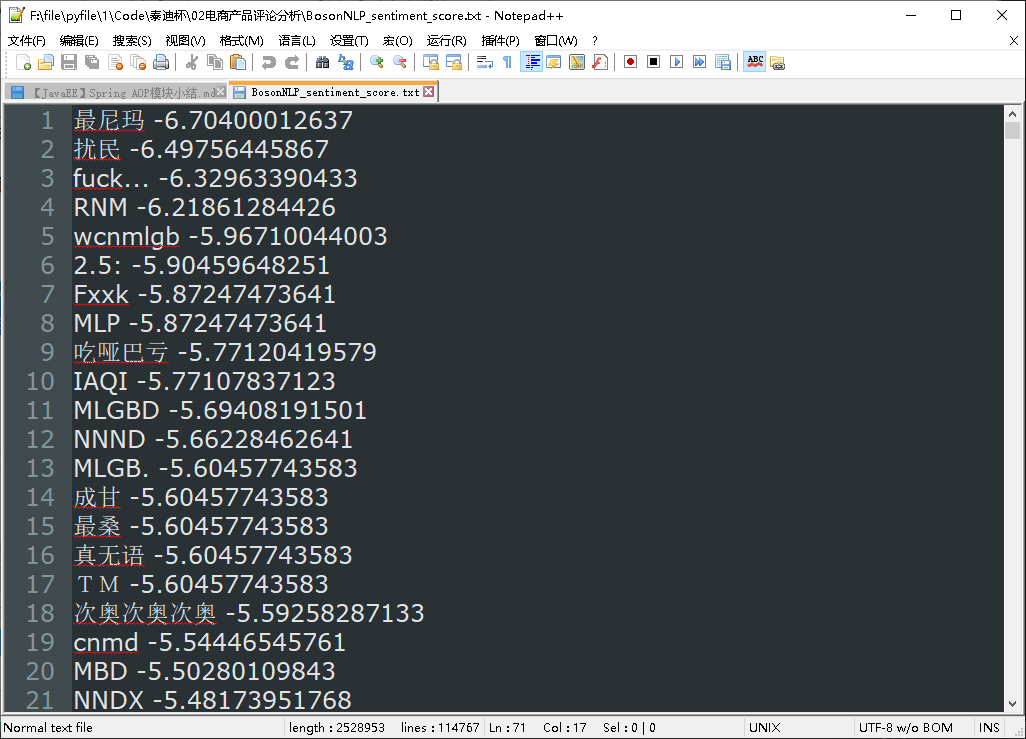 F:\file\pyfile\1\Code\泰迪杯\02电商产品评论分析\BosonNLP_sentiment_score.txt - Notepad++
文件(F) 编辑(E) 搜索(S) 视图(V) 格式(M) 语言(L) 设置(T) 宏(O) 运行(R) 插件(P) 窗口(W) ? X
ABC
【JavaEE】Spring AOP模块小结.md BosonNLP_sentiment_score.txt
1 最尼玛 -6.70400012637
2 扰民 -6.49756445867
3 fuck... -6.32963390433
4 RNM -6.21861284426
5 wcnmlgb -5.96710044003
6 2.5: -5.90459648251
7 Fxxk -5.87247473641
8 MLP -5.87247473641
9 吃哑巴亏 -5.77120419579
10 IAQI -5.77107837123
11 MLGBD -5.69408191501
12 NNND -5.66228462641
13 MLGB. -5.60457743583
14 成甘 -5.60457743583
15 最桑 -5.60457743583
16 真无语 -5.60457743583
17 ＴＭ -5.60457743583
18 次奥次奥次奥 -5.59258287133
19 cnmd -5.54446545761
20 MBD -5.50280109843
21 NNDX -5.48173951768
Normal text file length : 2528953 lines : 114767 Ln : 71 Col : 17 Sel : 0 | 0 UNIX UTF-8 w/o BOM INS